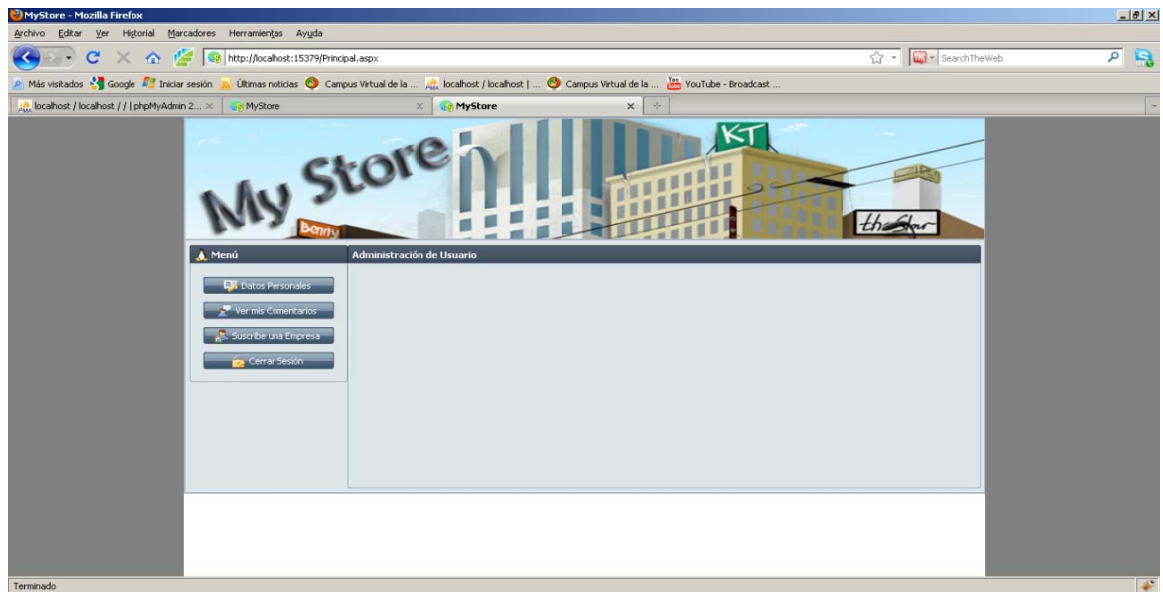 MyStore - Mozilla Firefox
Archivo Editar Ver Historial Marcadores Herramientas Ayuda
http://localhost:15379/Principal.aspx
SearchTheWeb
Más visitados Google Iniciar sesión Últimas noticias Campus Virtual de la ... localhost / localhost | ... Campus Virtual de la ... YouTube - Broadcast ...
localhost / localhost / / | phpMyAdmin 2... MyStore MyStore
My Store
KT
Benny
Menú
Administración de Usuario
Datos Personales
Ver mis Comentarios
Suscribe una Empresa
Cerrar Sesión
Terminado